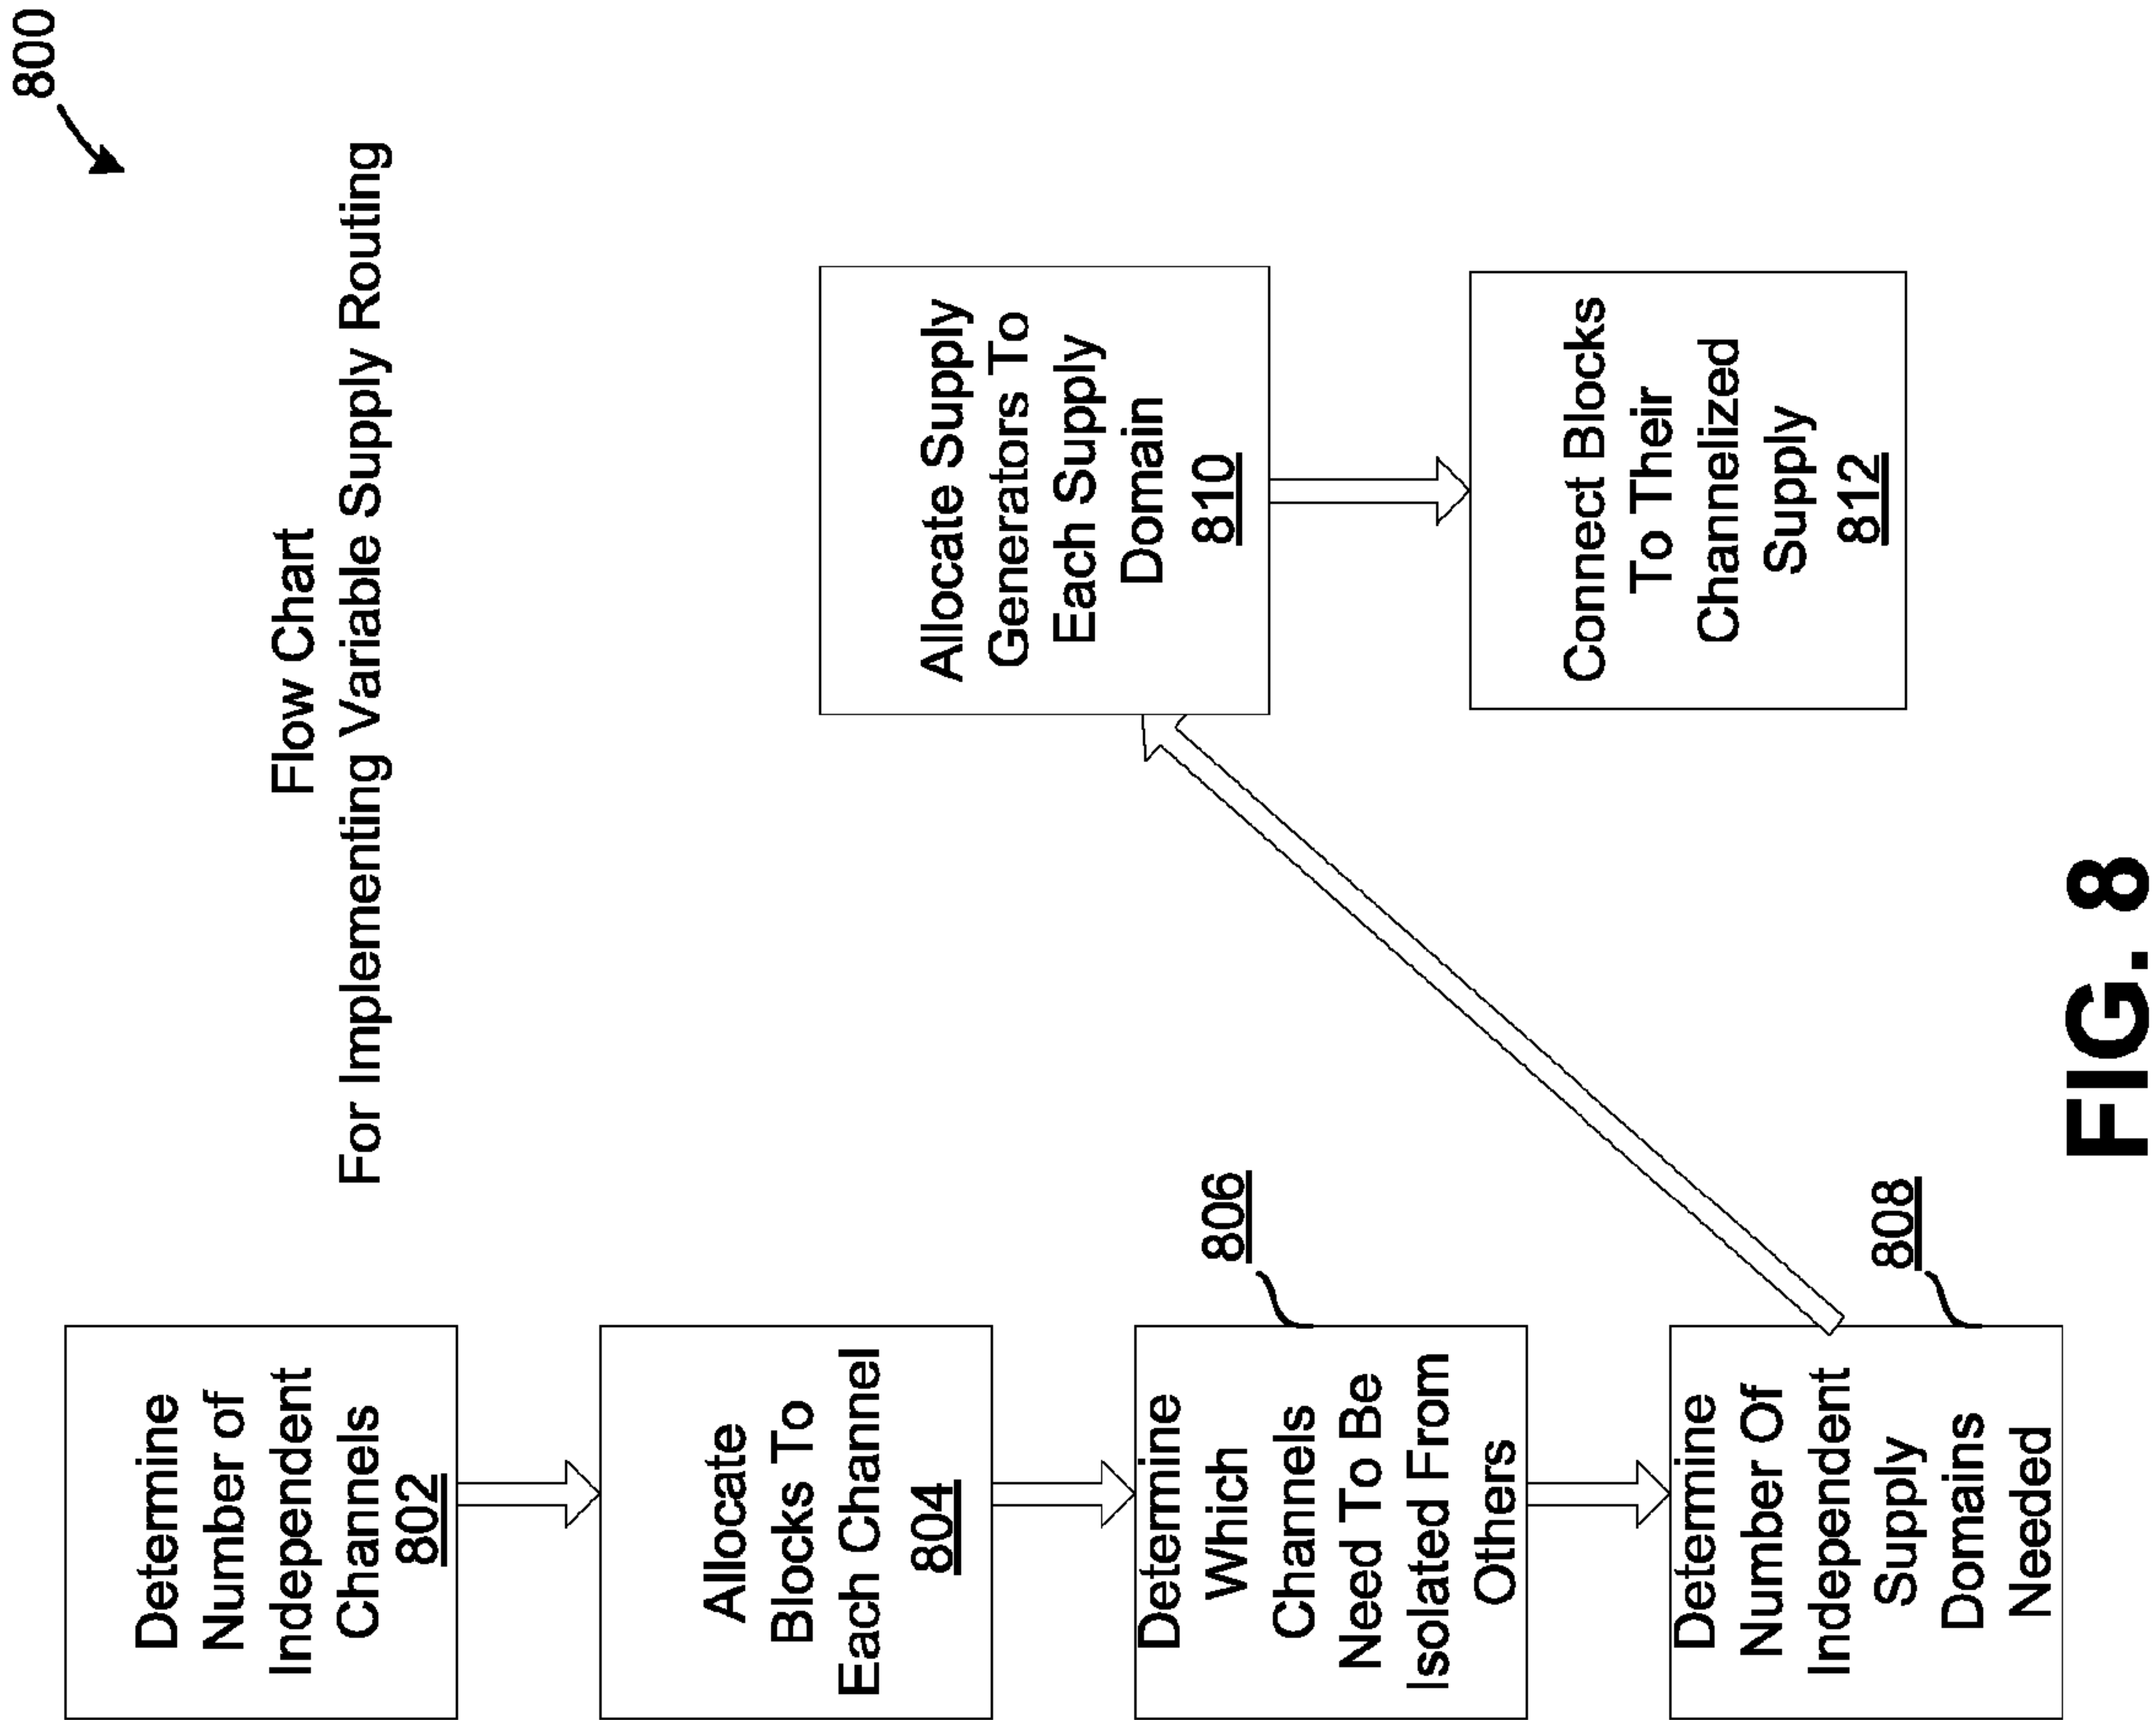 800
Flow Chart
For Implementing Variable Supply Routing
Determine
Number of
Independent
Channels
802
Allocate
Blocks To
Each Channel
804
Determine
Which
Channels
Need To Be
Isolated From
Others
806
Determine
Number Of
Independent
Supply
Domains
Needed
808
Allocate Supply
Generators To
Each Supply
Domain
810
Connect Blocks
To Their
Channelized
Supply
812
FIG. 8